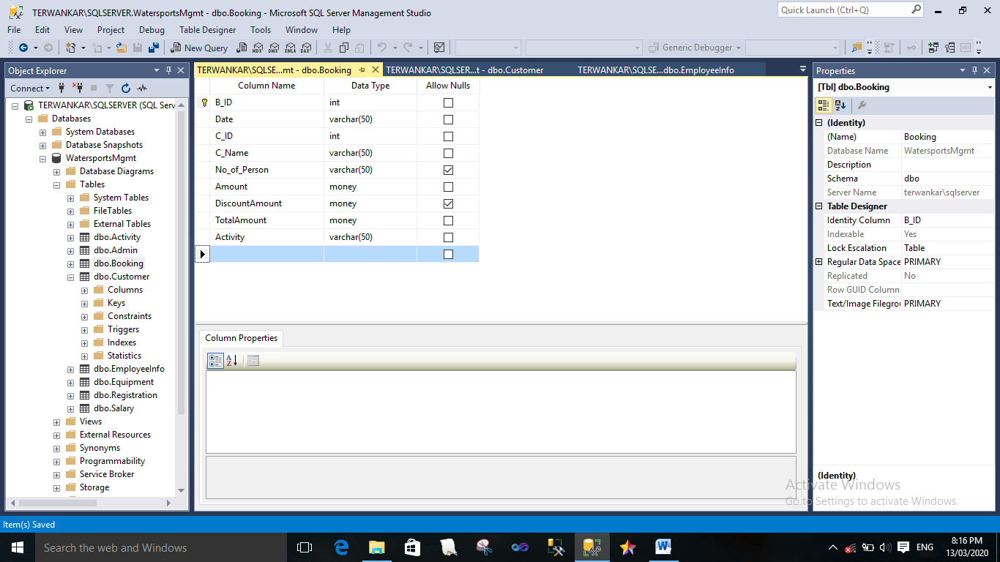 TERWANKAR\SQLSERVER.WatersportsMgmt - dbo.Booking - Microsoft SQL Server Management Studio
Quick Launch (Ctrl+Q)
File Edit View Project Debug Table Designer Tools Window Help
New Query MDX DMX XMLA DAX Generic Debugger
Object Explorer
Connect
TERWANKAR\SQLSERVER (SQL Serv
Databases
System Databases
Database Snapshots
WatersportsMgmt
Database Diagrams
Tables
System Tables
FileTables
External Tables
dbo.Activity
dbo.Admin
dbo.Booking
dbo.Customer
Columns
Keys
Constraints
Triggers
Indexes
Statistics
dbo.EmployeeInfo
dbo.Equipment
dbo.Registration
dbo.Salary
Views
External Resources
Synonyms
Programmability
Service Broker
Storage
TERWANKAR\SQLSE...mt - dbo.Booking TERWANKAR\SQLSER...t - dbo.Customer TERWANKAR\SQLSE...dbo.EmployeeInfo
Column Name Data Type Allow Nulls
B_ID int
Date varchar(50)
C_ID int
C_Name varchar(50)
No_of_Person varchar(50)
Amount money
DiscountAmount money
TotalAmount money
Activity varchar(50)
Column Properties
Properties
[Tbl] dbo.Booking
(Identity)
(Name) Booking
Database Name WatersportsMgmt
Description
Schema dbo
Server Name terwankar\sqlserver
Table Designer
Identity Column B_ID
Indexable Yes
Lock Escalation Table
Regular Data Space PRIMARY
Replicated No
Row GUID Column
Text/Image Filegrou PRIMARY
(Identity)
Activate Windows
Go to Settings to activate Windows.
Item(s) Saved
Search the web and Windows
ENG
8:16 PM
13/03/2020